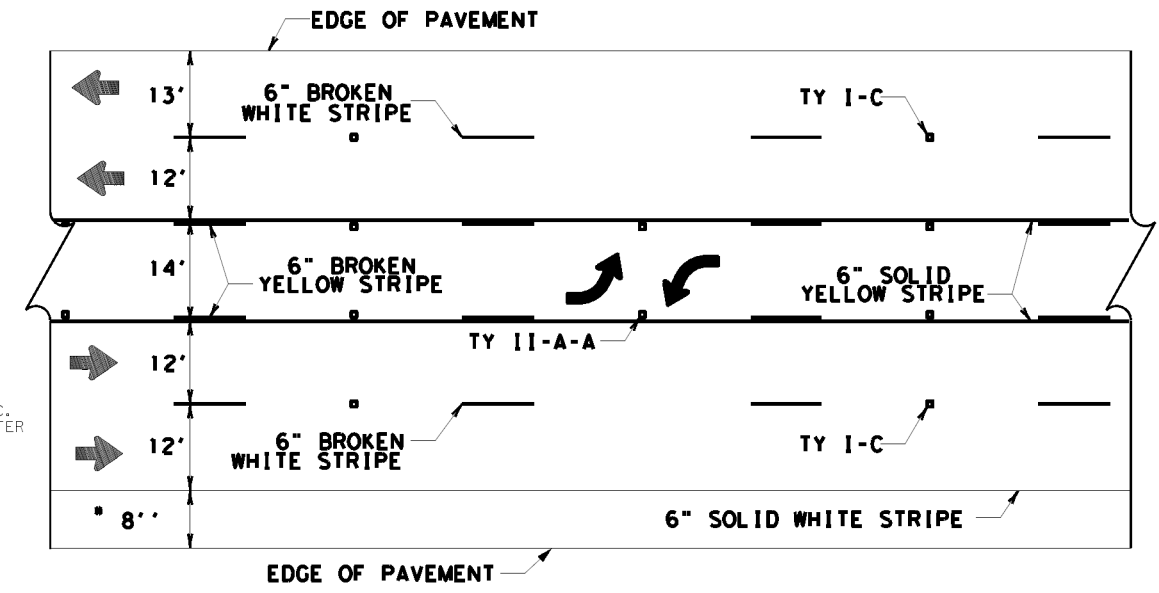 EDGE OF PAVEMENT
13'
6" BROKEN
WHITE STRIPE
TY I-C
12'
14'
6" BROKEN
YELLOW STRIPE
6" SOLID
YELLOW STRIPE
TY II-A-A
12'
C.
TER
12'
6" BROKEN
WHITE STRIPE
TY I-C
* 8''
6" SOLID WHITE STRIPE
EDGE OF PAVEMENT